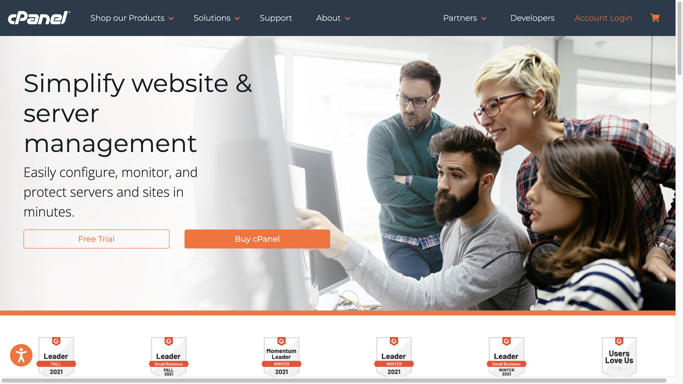 cPanel
Shop our Products
Solutions
Support
About
Partners
Developers
Account Login
Simplify website &
server
management
Easily configure, monitor, and
protect servers and sites in
minutes.
Free Trial
Buy cPanel
Leader
FALL
2021
Leader
Small Business
FALL
2021
Momentum
Leader
WINTER
2021
Leader
WINTER
2021
Leader
Small Business
WINTER
2021
Users
Love Us